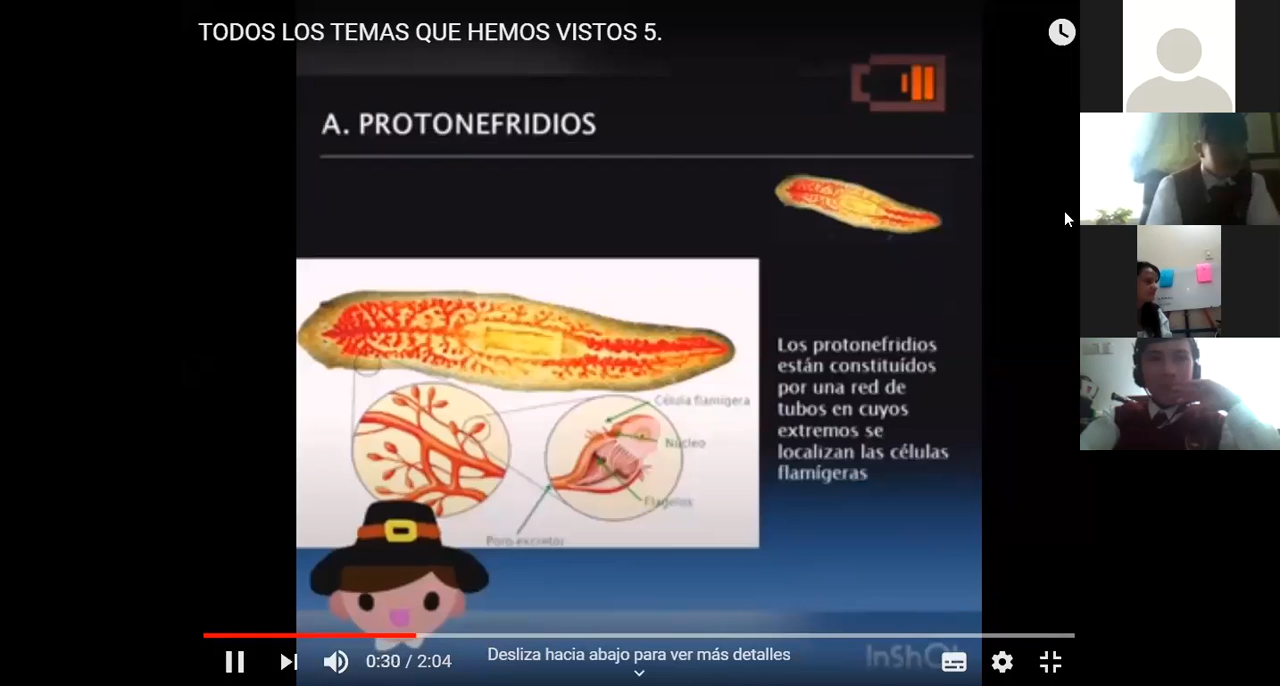 TODOS LOS TEMAS QUE HEMOS VISTOS 5.
A. PROTONEFRIDIOS
Los protonefridios
están constituídos
por una red de
tubos en cuyos
extremos se
localizan las células
flamígeras
Célula flamígera
Núcleo
Flagelos
Poro excretor
0:30 / 2:04
Desliza hacia abajo para ver más detalles
InShOt